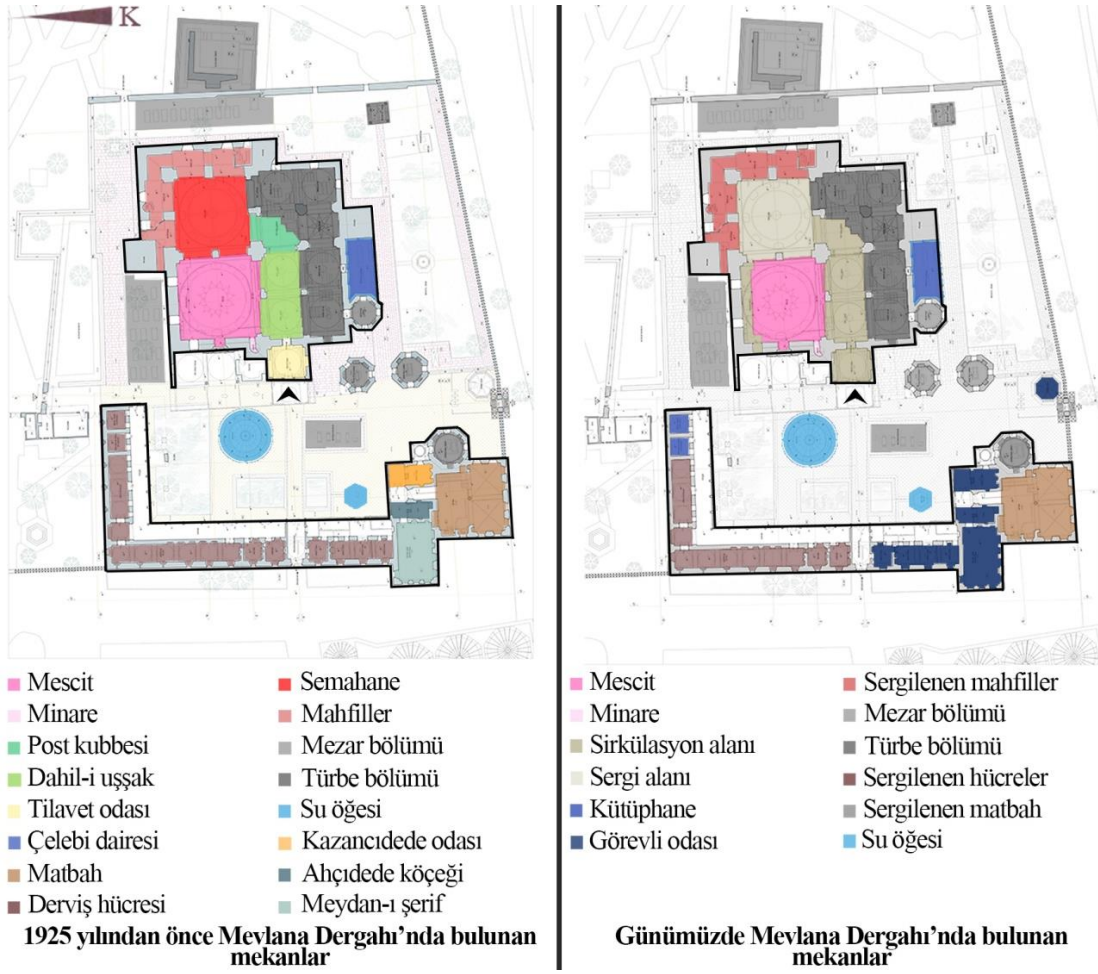 K
Mescit
Minare
Post kubbesi
Dahil-i uşşak
Tilavet odası
Çelebi dairesi
Matbah
Derviş hücresi
Semahane
Mahfiller
Mezar bölümü
Türbe bölümü
Su öğesi
Kazancıdede odası
Ahçıdede köçeği
Meydan-ı şerif
1925 yılından önce Mevlana Dergahı’nda bulunan
mekanlar
Mescit
Minare
Sirkülasyon alanı
Sergi alanı
Kütüphane
Görevli odası
Sergilenen mahfiller
Mezar bölümü
Türbe bölümü
Sergilenen hücreler
Sergilenen matbah
Su öğesi
Günümüzde Mevlana Dergahı’nda bulunan
mekanlar